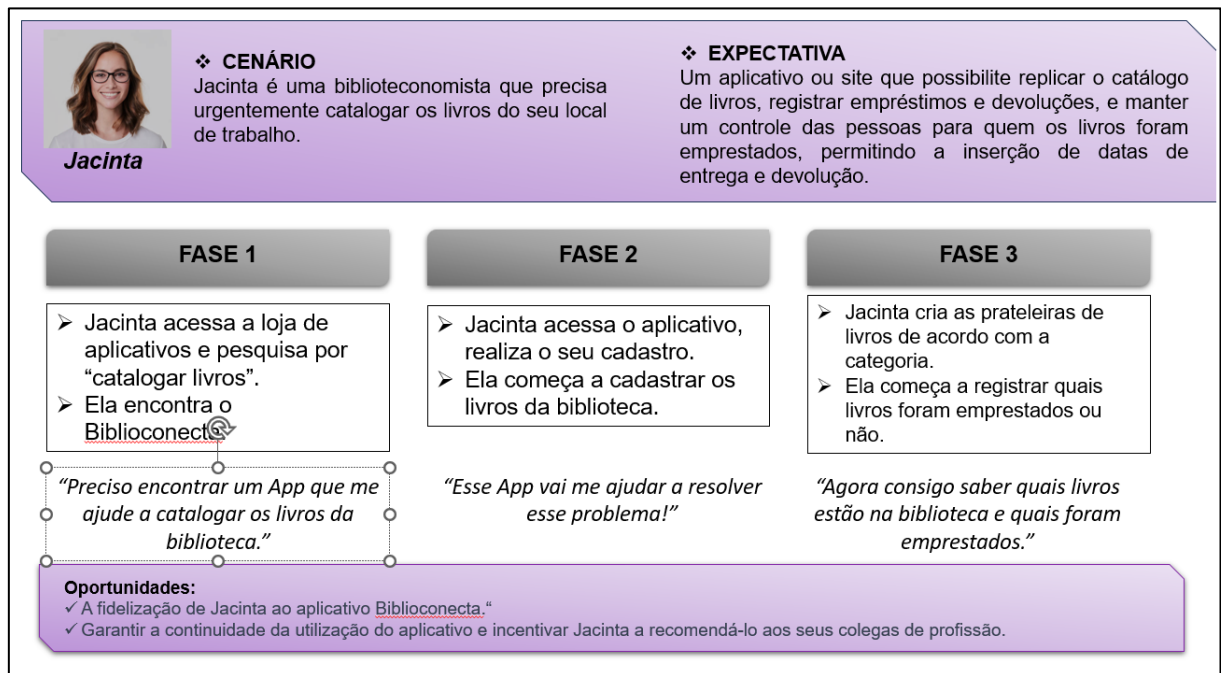 ❖ CENÁRIO
Jacinta é uma biblioteconomista que precisa
urgentemente catalogar os livros do seu local
de trabalho.
Jacinta
❖ EXPECTATIVA
Um aplicativo ou site que possibilite replicar o catálogo
de livros, registrar empréstimos e devoluções, e manter
um controle das pessoas para quem os livros foram
emprestados, permitindo a inserção de datas de
entrega e devolução.
FASE 1
➢ Jacinta acessa a loja de
aplicativos e pesquisa por
“catalogar livros”.
➢ Ela encontra o
Biblioconecta.
“Preciso encontrar um App que me
ajude a catalogar os livros da
biblioteca.”
FASE 2
➢ Jacinta acessa o aplicativo,
realiza o seu cadastro.
➢ Ela começa a cadastrar os
livros da biblioteca.
“Esse App vai me ajudar a resolver
esse problema!”
FASE 3
➢ Jacinta cria as prateleiras de
livros de acordo com a
categoria.
➢ Ela começa a registrar quais
livros foram emprestados ou
não.
“Agora consigo saber quais livros
estão na biblioteca e quais foram
emprestados.”
Oportunidades:
✓ A fidelização de Jacinta ao aplicativo Biblioconecta.“
✓ Garantir a continuidade da utilização do aplicativo e incentivar Jacinta a recomendá-lo aos seus colegas de profissão.